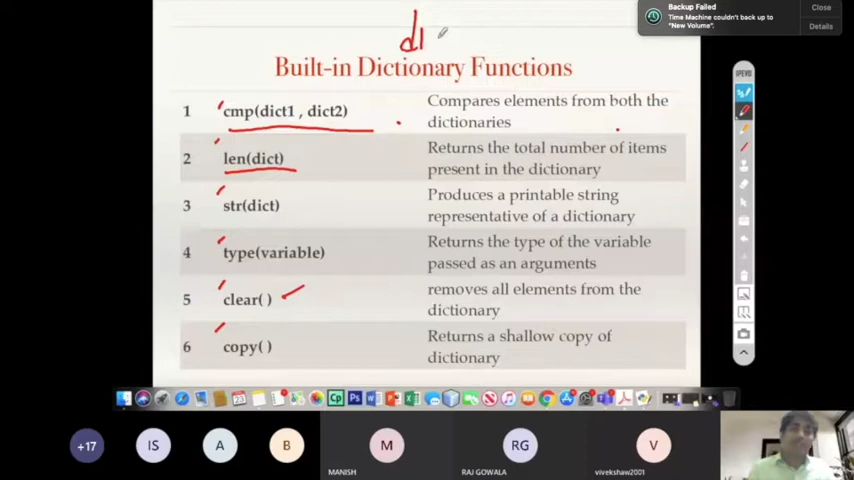 Backup Failed
Close
Time Machine couldn't back up to
"New Volume".
Details
d1
Built-in Dictionary Functions
1 cmp(dict1 , dict2) Compares elements from both the
dictionaries
2 len(dict) Returns the total number of items
present in the dictionary
3 str(dict) Produces a printable string
representative of a dictionary
4 type(variable) Returns the type of the variable
passed as an arguments
5 clear( ) removes all elements from the
dictionary
6 copy( ) Returns a shallow copy of
dictionary
Cp Ps
+17 IS A B M RG V
MANISH RAJ GOWALA vivekshaw2001